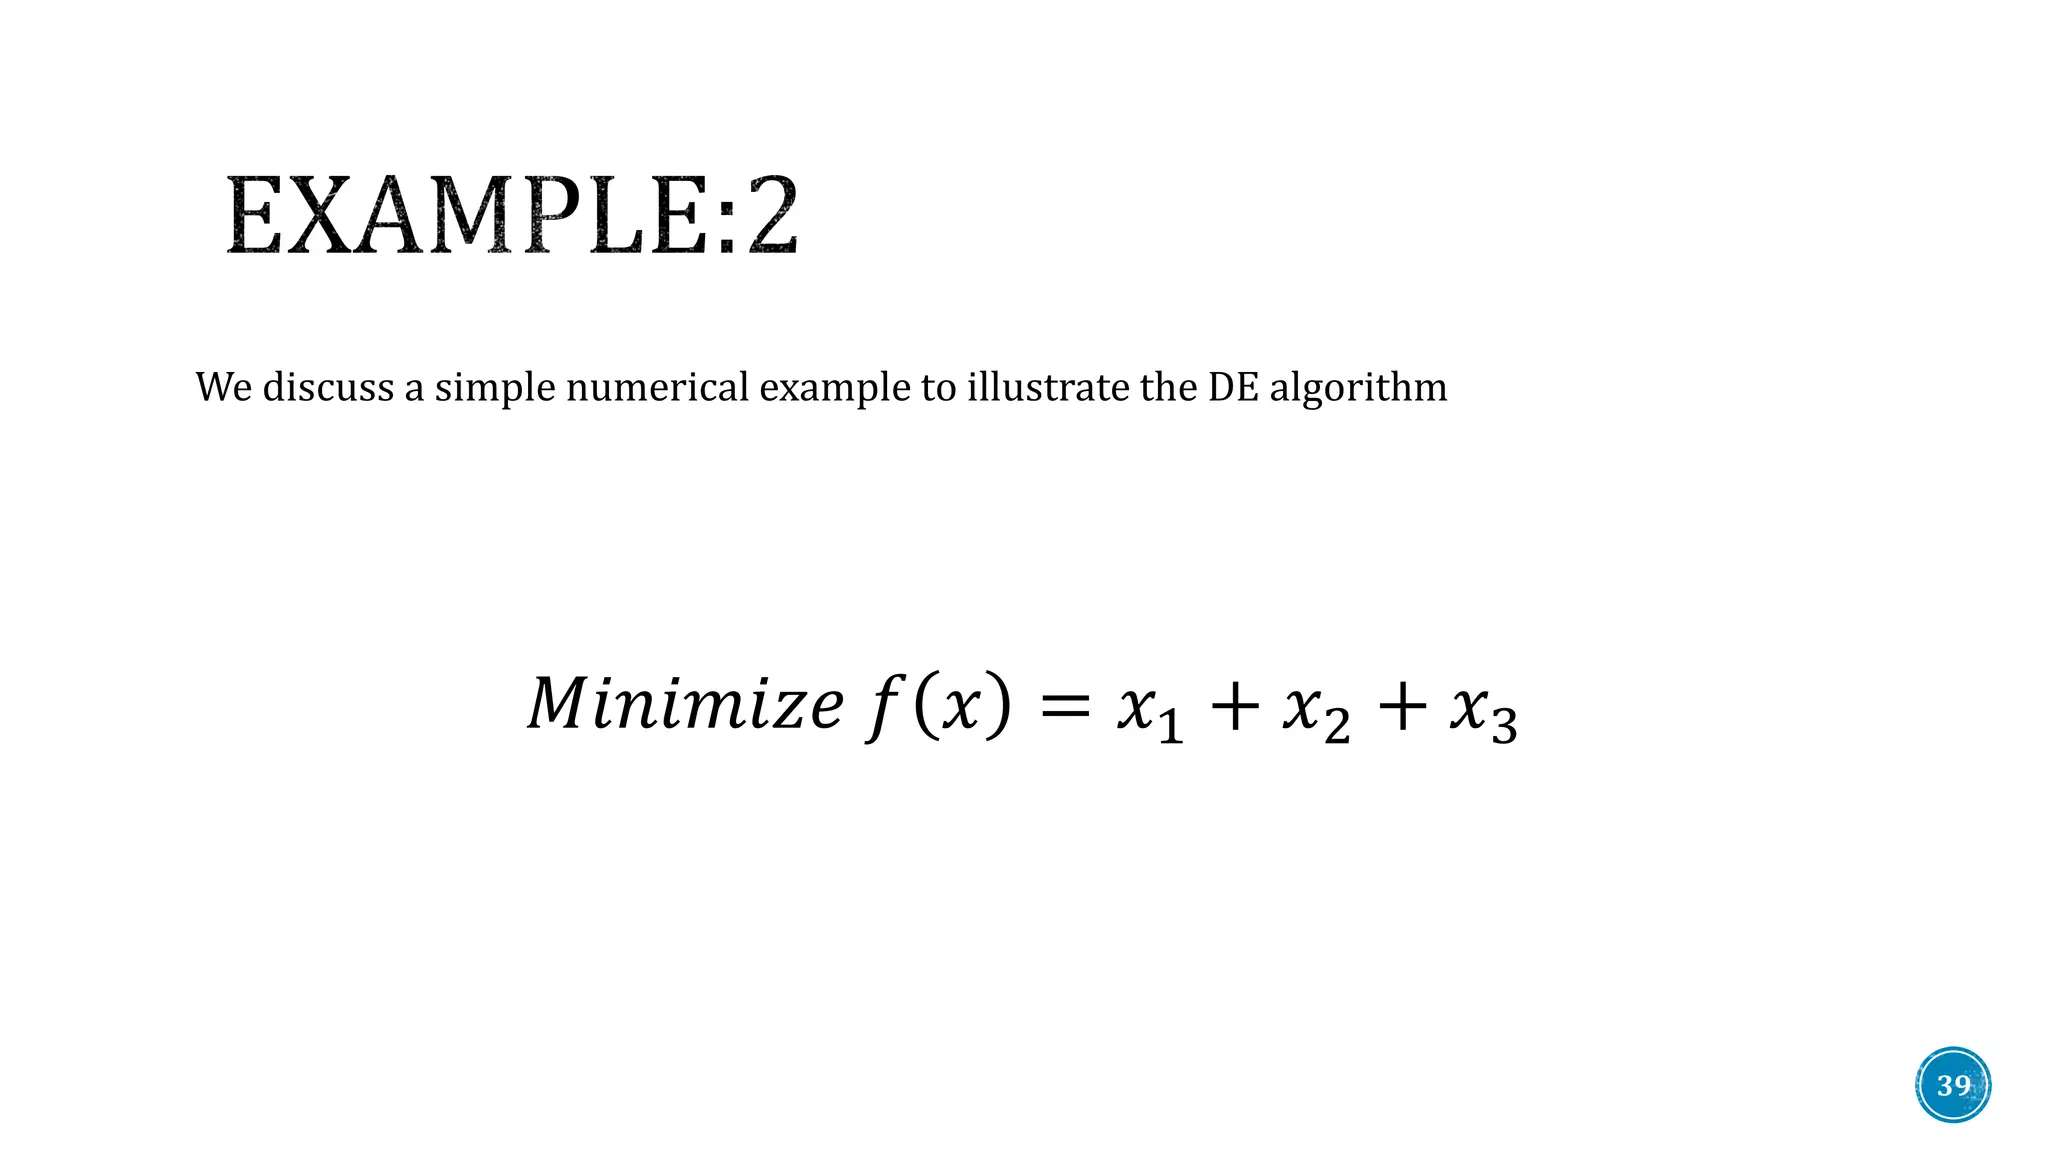 EXAMPLE:2
We discuss a simple numerical example to illustrate the DE algorithm
Minimize f(x) = x₁ + x₂ + x₃
39